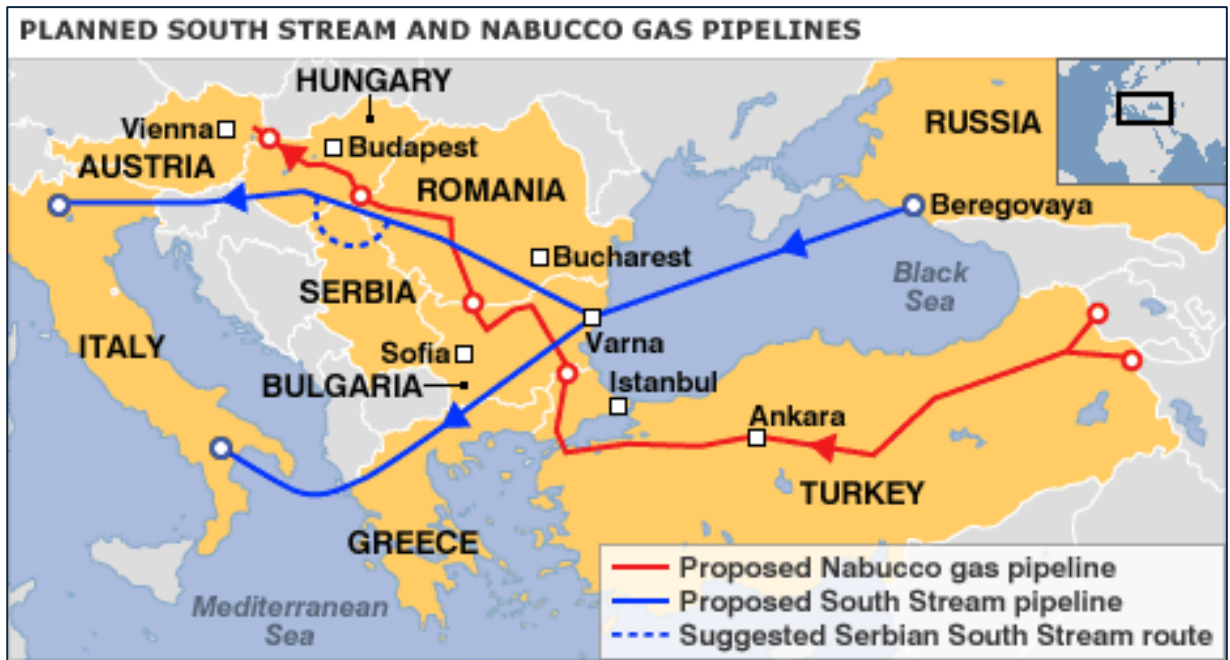 PLANNED SOUTH STREAM AND NABUCCO GAS PIPELINES
HUNGARY
RUSSIA
Vienna
Budapest
AUSTRIA
ROMANIA
Beregovaya
Bucharest
Black
Sea
SERBIA
Varna
ITALY
Sofia
BULGARIA
Istanbul
Ankara
TURKEY
GREECE
Mediterranean
Sea
Proposed Nabucco gas pipeline
Proposed South Stream pipeline
Suggested Serbian South Stream route